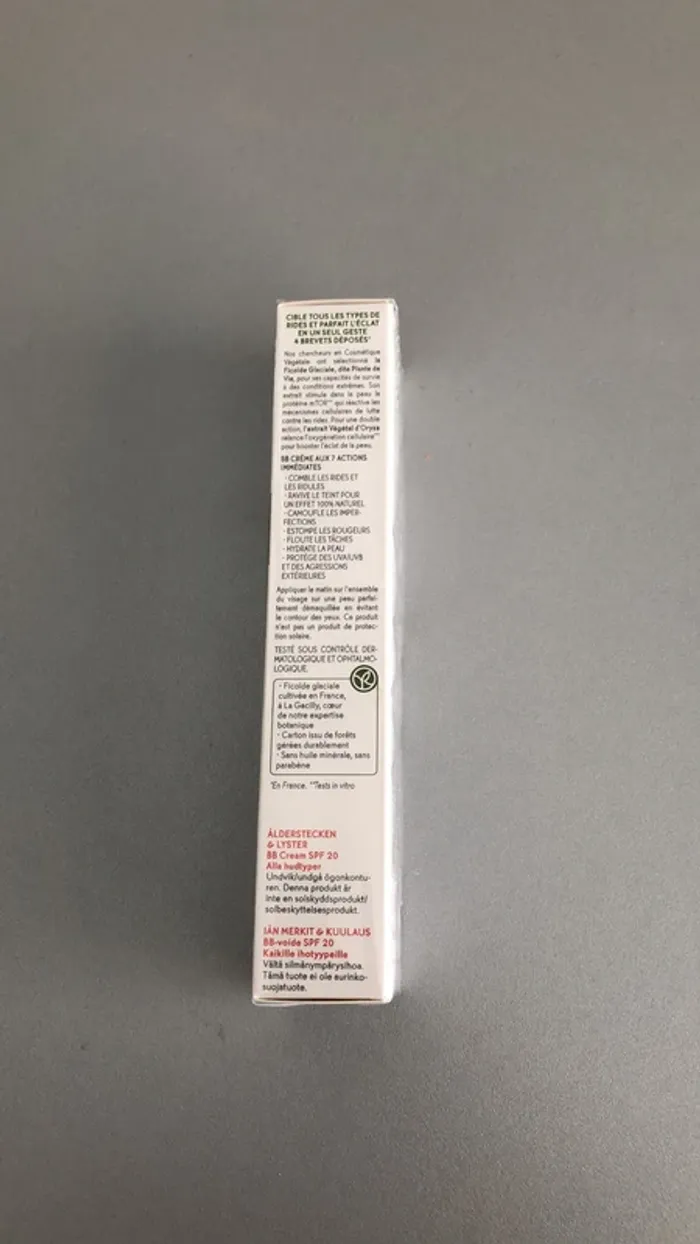 CIBLE TOUS LES TYPES DE
RIDES ET PARFAIT L'ÉCLAT
EN UN SEUL GESTE
4 BREVETS DÉPOSÉS*
Nos chercheurs en Cosmétique
Végétale ont sélectionné la
Ficoïde Glaciale, dite Plante de
Vie, pour ses capacités de survie
à des conditions extrêmes. Son
extrait stimule dans la peau la
protéine mTOR** qui réactive les
mécanismes cellulaires de lutte
contre les rides. Pour une double
action, l'extrait Végétal d'Oryza
relance l'oxygénation cellulaire**
pour booster l'éclat de la peau.
BB CRÈME AUX 7 ACTIONS
IMMÉDIATES
· COMBLE LES RIDES ET
LES RIDULES
· RAVIVE LE TEINT POUR
UN EFFET 100% NATUREL
· CAMOUFLE LES IMPER-
FECTIONS
· ESTOMPE LES ROUGEURS
· FLOUTE LES TÂCHES
· HYDRATE LA PEAU
· PROTÈGE DES UVA/UVB
ET DES AGRESSIONS
EXTÉRIEURES
Appliquer le matin sur l'ensemble
du visage sur une peau parfai-
tement démaquillée en évitant
le contour des yeux. Ce produit
n'est pas un produit de protec-
tion solaire.
TESTÉ SOUS CONTRÔLE DER-
MATOLOGIQUE ET OPHTALMO-
LOGIQUE.
· Ficoïde glaciale
cultivée en France,
à La Gacilly, cœur
de notre expertise
botanique
· Carton issu de forêts
gérées durablement
· Sans huile minérale, sans
parabène
*En France. **Tests in vitro
ÅLDERSTECKEN
& LYSTER
BB Cream SPF 20
Alla hudtyper
Undvik/undgå ögonkontu-
ren. Denna produkt är
inte en solskyddsprodukt/
solbeskyttelsesprodukt.
IÄN MERKIT & KUULAUS
BB-voide SPF 20
Kaikille ihotyypeille
Vältä silmänympärysihoa.
Tämä tuote ei ole aurinko-
suojatuote.